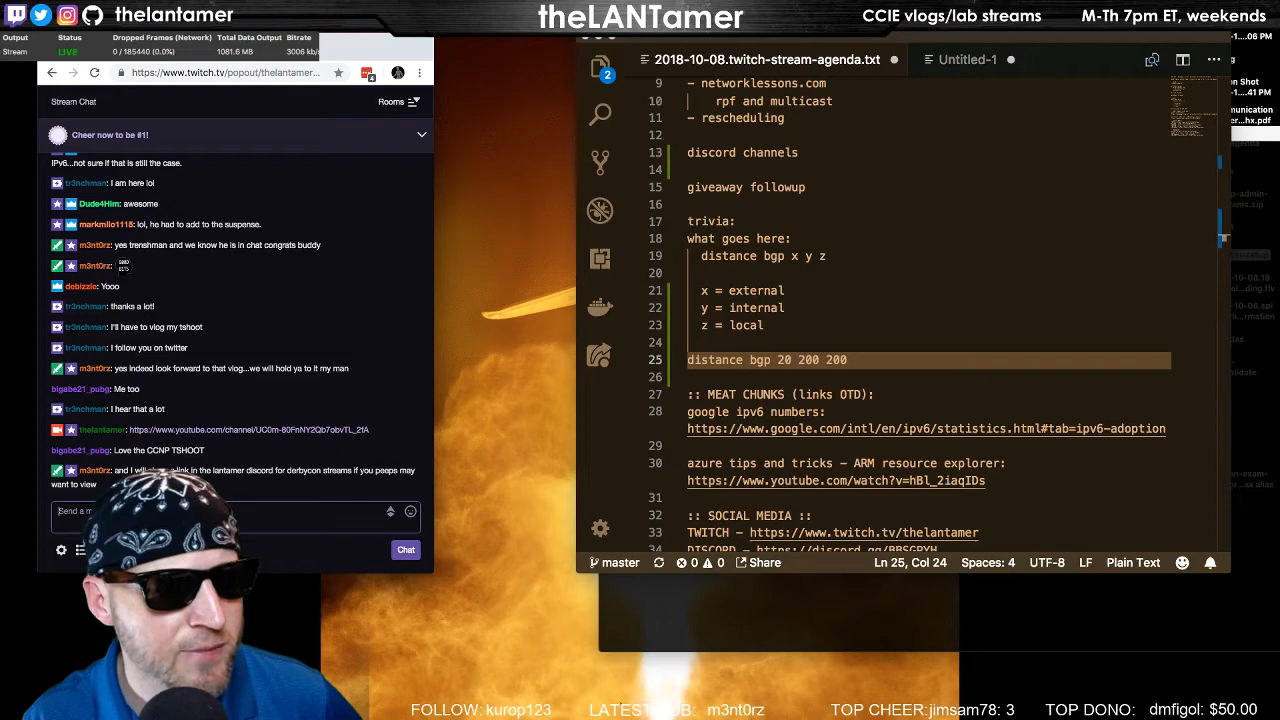 theLANTamer
thelantamer
CCIE vlogs/lab streams
M-Th 7pm ET, weekends
Output Status Dropped Frames (Network) Total Data Output Bitrate
Stream LIVE 0 / 185440 (0.0%) 1081.6 MB 3006 kb/s
https://www.twitch.tv/popout/thelantamer...
4
Stream Chat
Rooms
Cheer now to be #1!
IPv6...not sure if that is still the case.
tr3nchman: I am here lol
Dude4HIm: awesome
markmilo1115: lol, he had to add to the suspense.
m3nt0rz: yes trenshman and we know he is in chat congrats buddy
m3nt0rz:
debizzle: Yooo
tr3nchman: thanks a lot!
tr3nchman: I'll have to vlog my tshoot
tr3nchman: I follow you on twitter
m3nt0rz: yes indeed look forward to that vlog...we will hold ya to it my man
bigabe21_pubg: Me too
tr3nchman: I hear that a lot
thelantamer: https://www.youtube.com/channel/UC0m-80FnNY2Qb7obvTL_2fA
bigabe21_pubg: Love the CCNP TSHOOT
m3nt0rz: and I will link in the lantamer discord for derbycon streams if you peeps may
want to view
Send a m
Chat
2
2018-10-08.twitch-stream-agenda.txt
Untitled-1
9 - networklessons.com
10 rpf and multicast
11 - rescheduling
12
13 discord channels
14
15 giveaway followup
16
17 trivia:
18 what goes here:
19 distance bgp x y z
20
21 x = external
22 y = internal
23 z = local
24
25 distance bgp 20 200 200
26
27 :: MEAT CHUNKS (links OTD):
28 google ipv6 numbers:
https://www.google.com/intl/en/ipv6/statistics.html#tab=ipv6-adoption
29
30 azure tips and tricks – ARM resource explorer:
https://www.youtube.com/watch?v=hBl_2iaqIDs
31
32 :: SOCIAL MEDIA ::
33 TWITCH – https://www.twitch.tv/thelantamer
34 DISCORD – https://discord.gg/BBSGPYH
master 0 0 Share
Ln 25, Col 24 Spaces: 4 UTF-8 LF Plain Text
FOLLOW: kurop123
m3nt0rz
TOP CHEER:jimsam78: 3
TOP DONO: dmfigol: $50.00